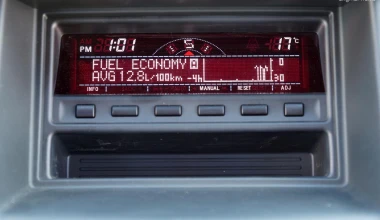 PM 1:01 S 17℃
FUEL ECONOMY A 0
AVG 12.8L/100km -4h 30
INFO MANUAL RESET ADJ